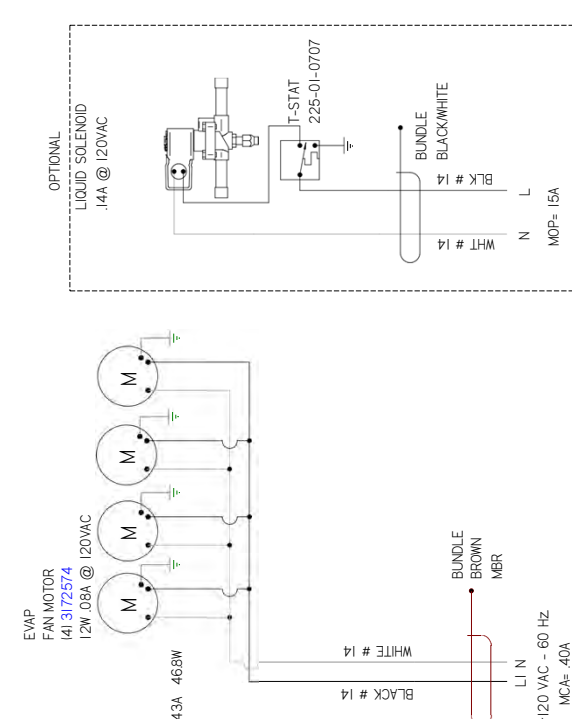 OPTIONAL
LIQUID SOLENOID
.14A @ 120VAC
T-STAT
225-01-0707
BUNDLE
BLACK/WHITE
BLK # 14
WHT # 14
N
L
MOP= 15A
EVAP
FAN MOTOR
(4) 3172574
12W .08A @ 120VAC
M
M
M
M
43A 46.8W
BUNDLE
BROWN
MBR
WHITE # 14
BLACK # 14
L1 N
120 VAC - 60 HZ
MCA= .40A